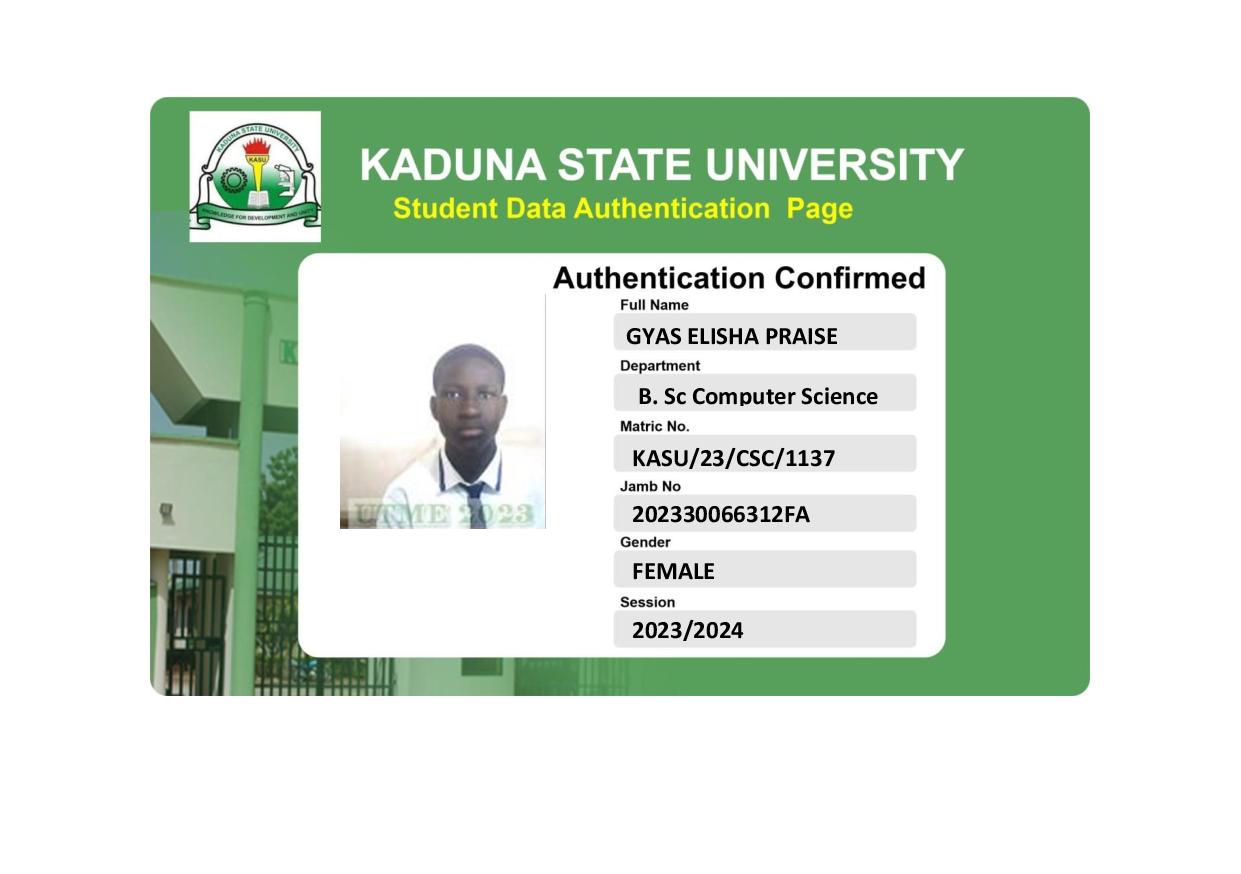 KADUNA STATE UNIVERSITY
KASU
KNOWLEDGE FOR DEVELOPMENT AND UNITY
KADUNA STATE UNIVERSITY
Student Data Authentication Page
Authentication Confirmed
Full Name
GYAS ELISHA PRAISE
Department
B. Sc Computer Science
Matric No.
KASU/23/CSC/1137
Jamb No
202330066312FA
Gender
FEMALE
Session
2023/2024
UTME 2023
K